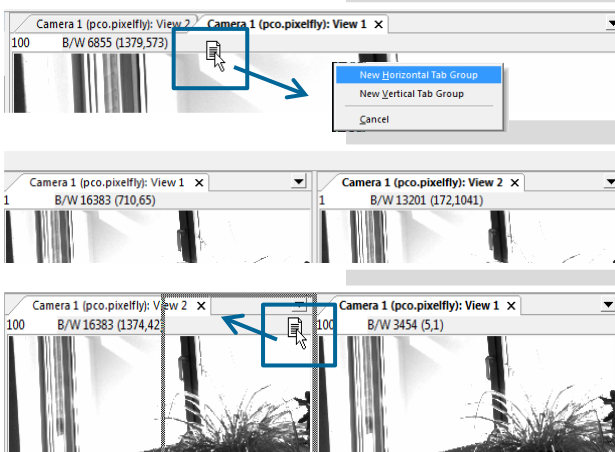 Camera 1 (pco.pixelfly): View 2 Camera 1 (pco.pixelfly): View 1 X
100 B/W 6855 (1379,573)
New Horizontal Tab Group
New Vertical Tab Group
Cancel
Camera 1 (pco.pixelfly): View 1 X Camera 1 (pco.pixelfly): View 2 X
1 B/W 16383 (710,65) 1 B/W 13201 (172,1041)
Camera 1 (pco.pixelfly): View 2 X Camera 1 (pco.pixelfly): View 1 X
100 B/W 16383 (1374,42 100 B/W 3454 (5,1)